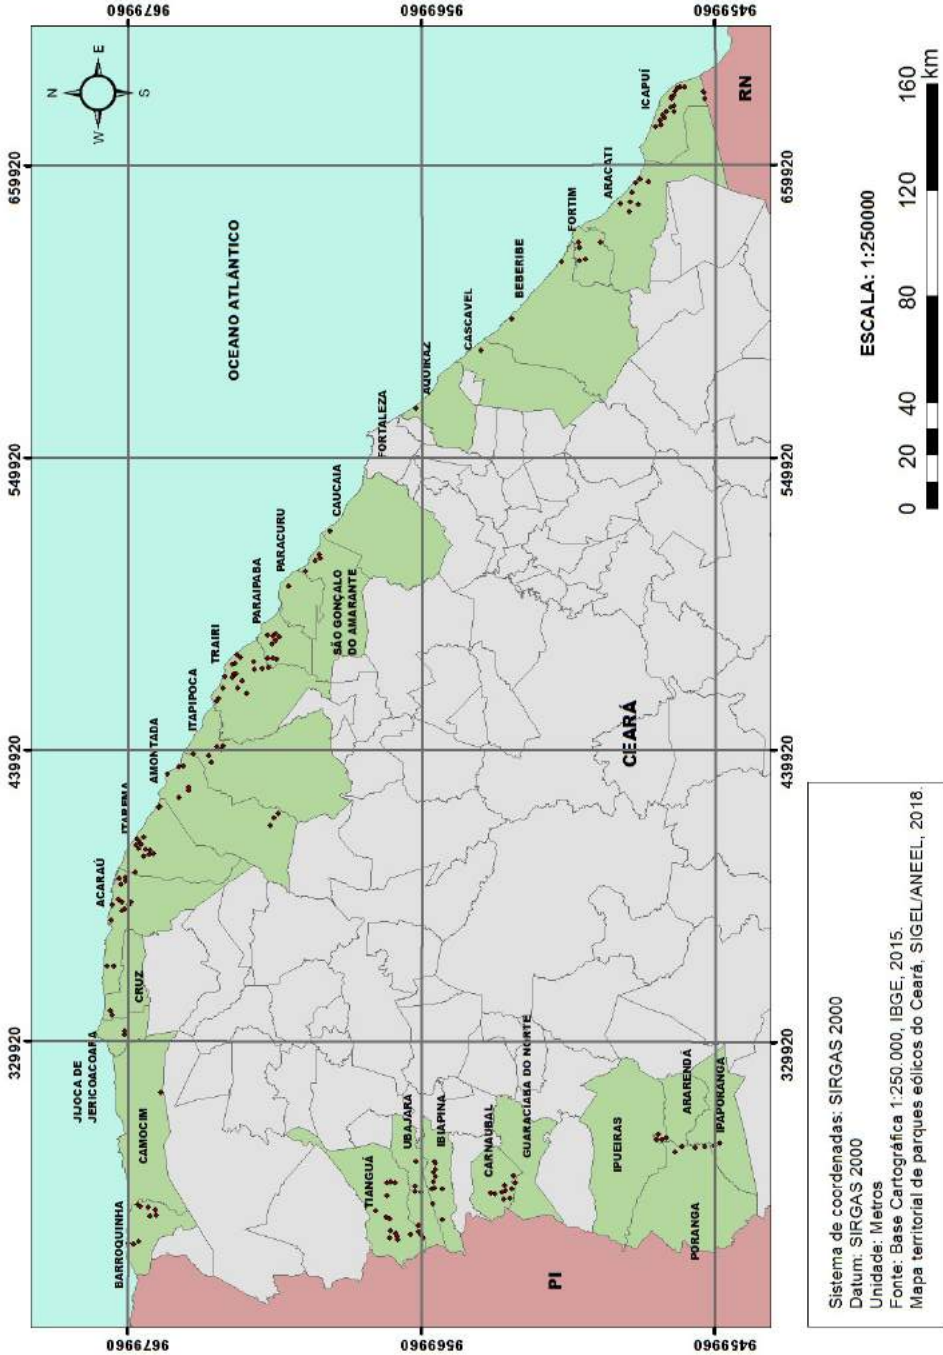 329920
439920
549920
659920
9679960
9679960
9569960
9569960
9459960
9459960
N
W
E
S
OCEANO ATLÂNTICO
BARROQUINHA
CAMOCIM
JIJOCA DE
JERICOACOARA
CRUZ
ACARAÚ
ITAREMA
AMONTADA
ITAPIPOCA
TRAIRI
PARAIPABA
PARACURU
SÃO GONÇALO
DO AMARANTE
CAUCAIA
FORTALEZA
AQUIRAZ
CASCAVEL
BEBERIBE
FORTIM
ARACATI
ICAPUÍ
TIANGUÁ
UBAJARA
IBIAPINA
CARNAUBAL
GUARACIABA DO NORTE
IPUEIRAS
ARARENDÁ
PORANGA
IPAPORANGA
CEARÁ
PI
RN
Sistema de coordenadas: SIRGAS 2000
Datum: SIRGAS 2000
Unidade: Metros
Fonte: Base Cartográfica 1:250.000, IBGE, 2015.
Mapa territorial de parques eólicos do Ceará, SIGEL/ANEEL, 2018.
ESCALA: 1:250000
0 20 40 80 120 160
km